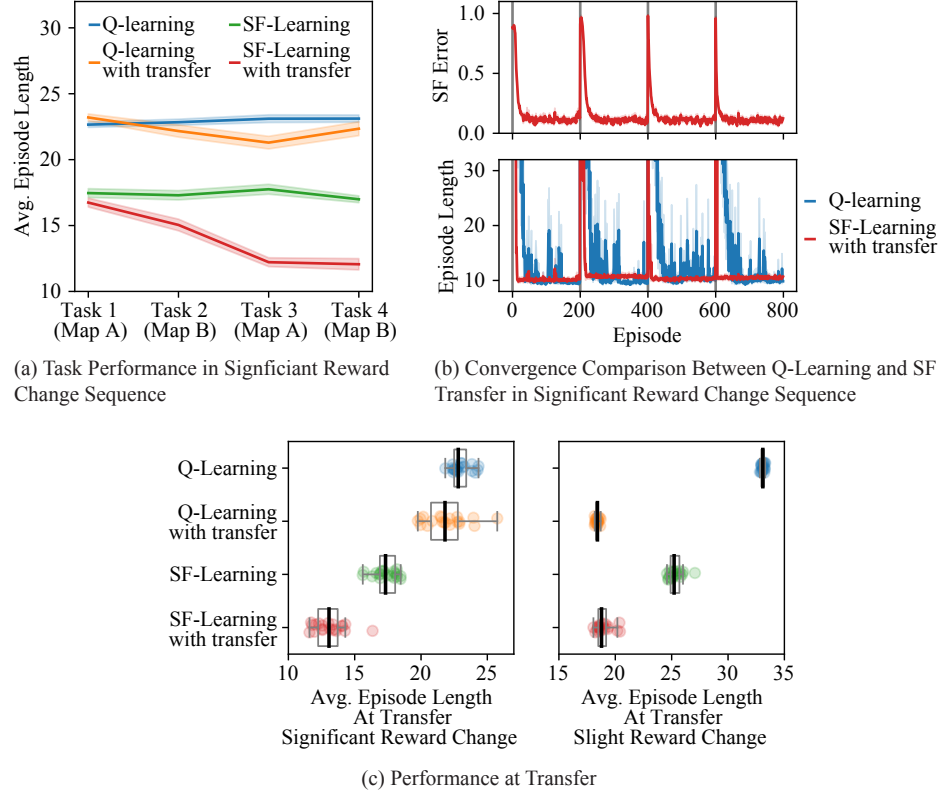 Avg. Episode Length
30
25
20
15
10
Q-learning
Q-learning
with transfer
SF-Learning
SF-Learning
with transfer
Task 1
(Map A)
Task 2
(Map B)
Task 3
(Map A)
Task 4
(Map B)
(a) Task Performance in Signficiant Reward
Change Sequence
SF Error
1.0
0.5
0.0
Episode Length
30
20
10
0
200
400
600
800
Episode
Q-learning
SF-Learning
with transfer
(b) Convergence Comparison Between Q-Learning and SF
Transfer in Significant Reward Change Sequence
Q-Learning
Q-Learning
with transfer
SF-Learning
SF-Learning
with transfer
10
15
20
25
Avg. Episode Length
At Transfer
Significant Reward Change
15
20
25
30
35
Avg. Episode Length
At Transfer
Slight Reward Change
(c) Performance at Transfer